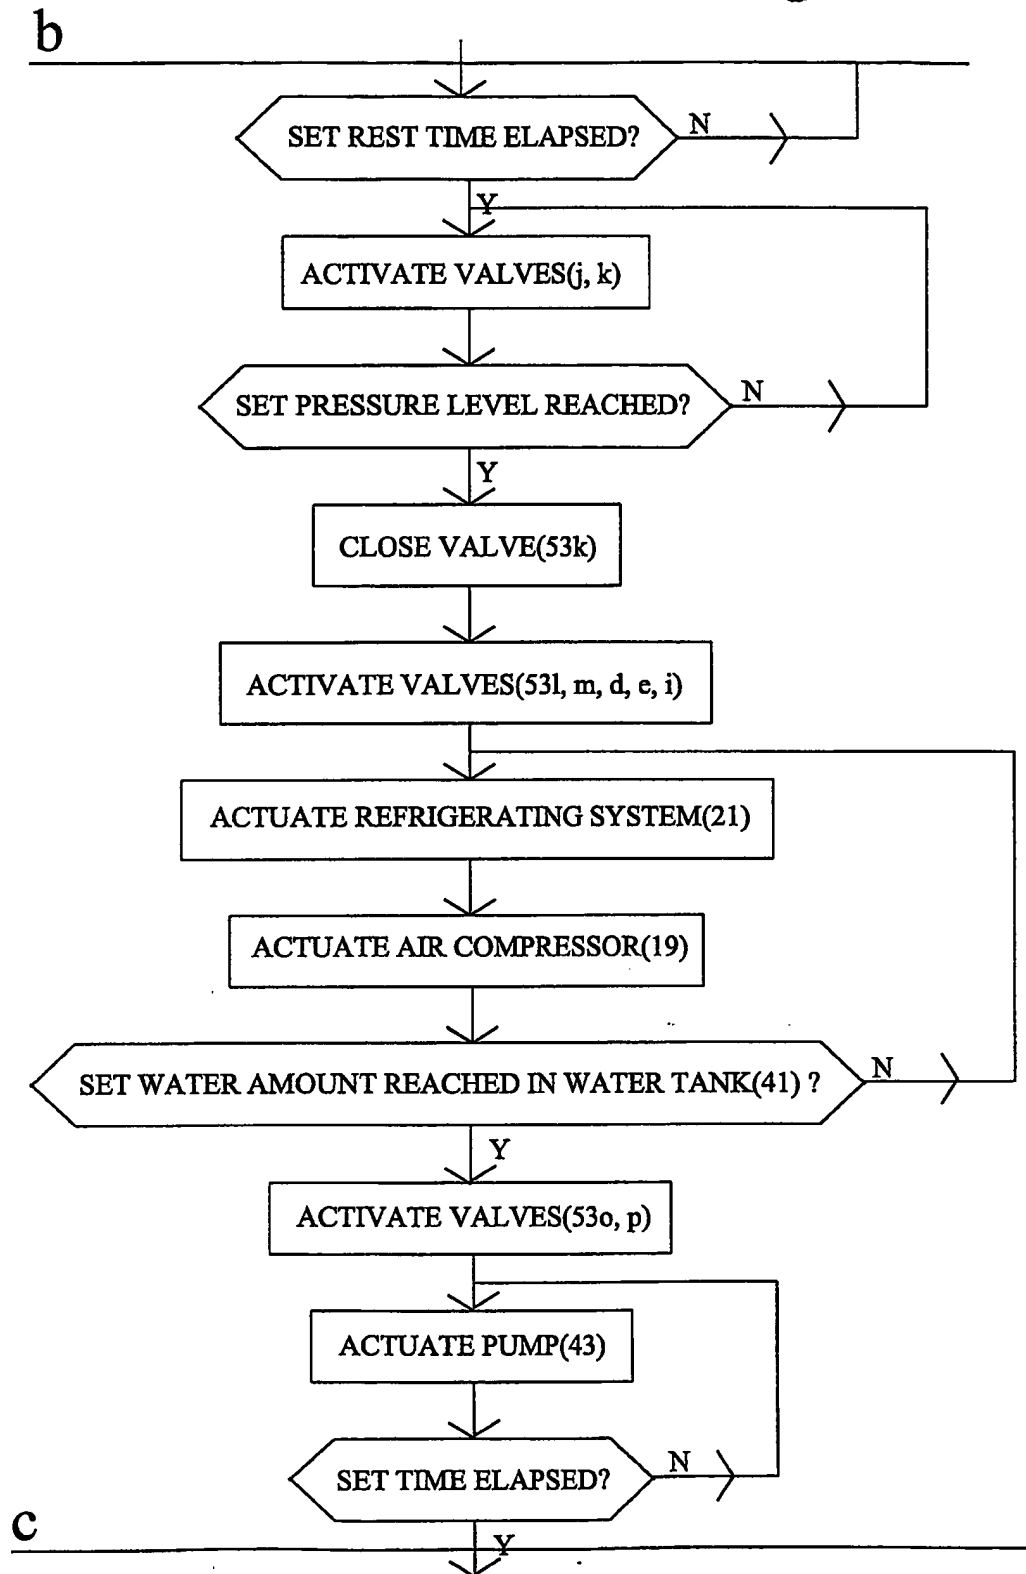 b
SET REST TIME ELAPSED?
N
Y
ACTIVATE VALVES(j, k)
SET PRESSURE LEVEL REACHED?
N
Y
CLOSE VALVE(53k)
ACTIVATE VALVES(53l, m, d, e, i)
ACTUATE REFRIGERATING SYSTEM(21)
ACTUATE AIR COMPRESSOR(19)
SET WATER AMOUNT REACHED IN WATER TANK(41) ?
N
Y
ACTIVATE VALVES(53o, p)
ACTUATE PUMP(43)
SET TIME ELAPSED?
N
c
Y